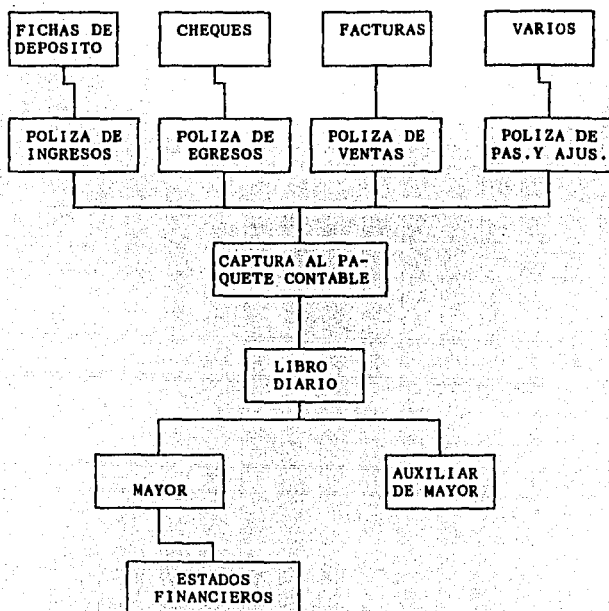 FICHAS DE
DEPOSITO
CHEQUES
FACTURAS
VARIOS
POLIZA DE
INGRESOS
POLIZA DE
EGRESOS
POLIZA DE
VENTAS
POLIZA DE
PAS.Y AJUS.
CAPTURA AL PA-
QUETE CONTABLE
LIBRO
DIARIO
MAYOR
AUXILIAR
DE MAYOR
ESTADOS
FINANCIEROS